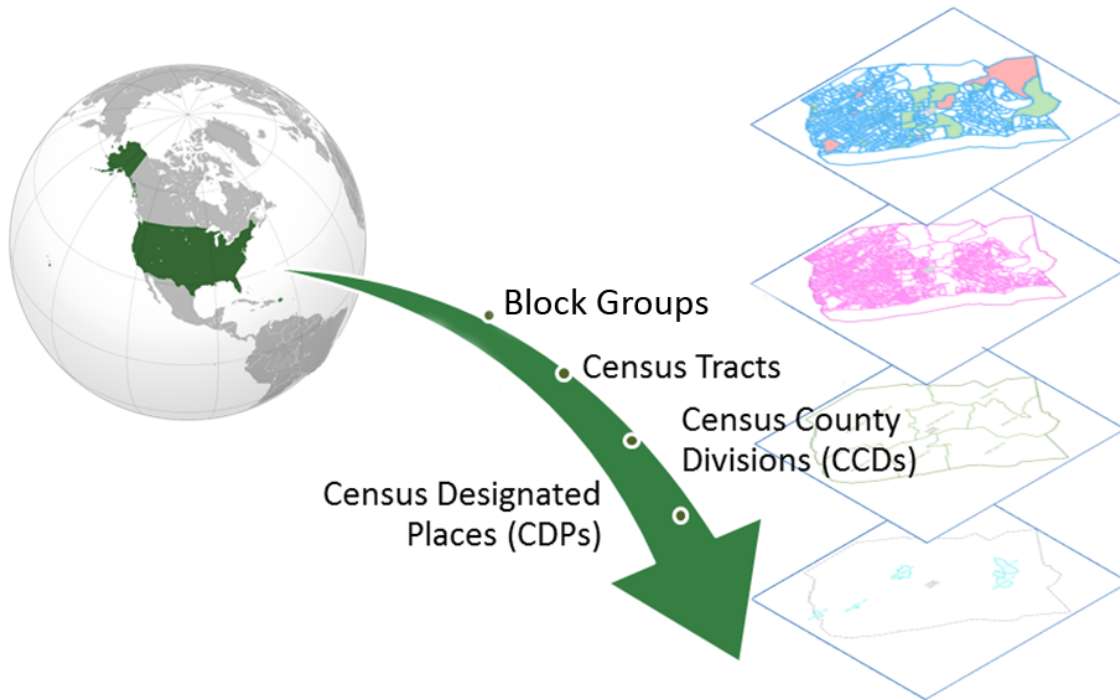 Block Groups
Census Tracts
Census County
Divisions (CCDs)
Census Designated
Places (CDPs)